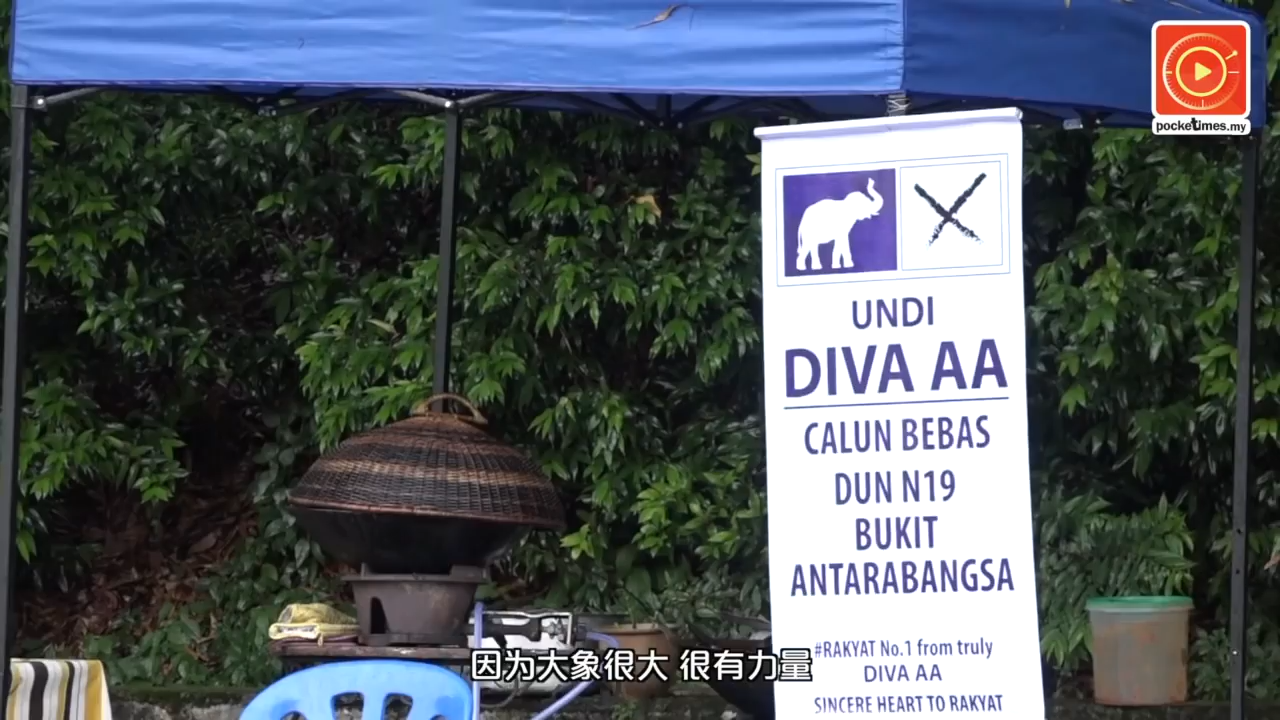 pocketimes.my
UNDI
DIVA AA
CALUN BEBAS
DUN N19
BUKIT
ANTARABANGSA
#RAKYAT No.1 from truly
DIVA AA
SINCERE HEART TO RAKYAT
因为大象很大 很有力量